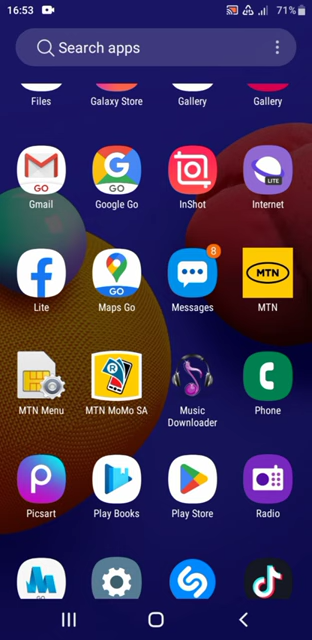 16:53
71%
Search apps
Files
Galaxy Store
Gallery
Gallery
GO
GO
LITE
Gmail
Google Go
InShot
Internet
8
GO
MTN
Lite
Maps Go
Messages
MTN
R
MTN Menu
MTN MoMo SA
Music
Downloader
Phone
Picsart
Play Books
Play Store
Radio
GO